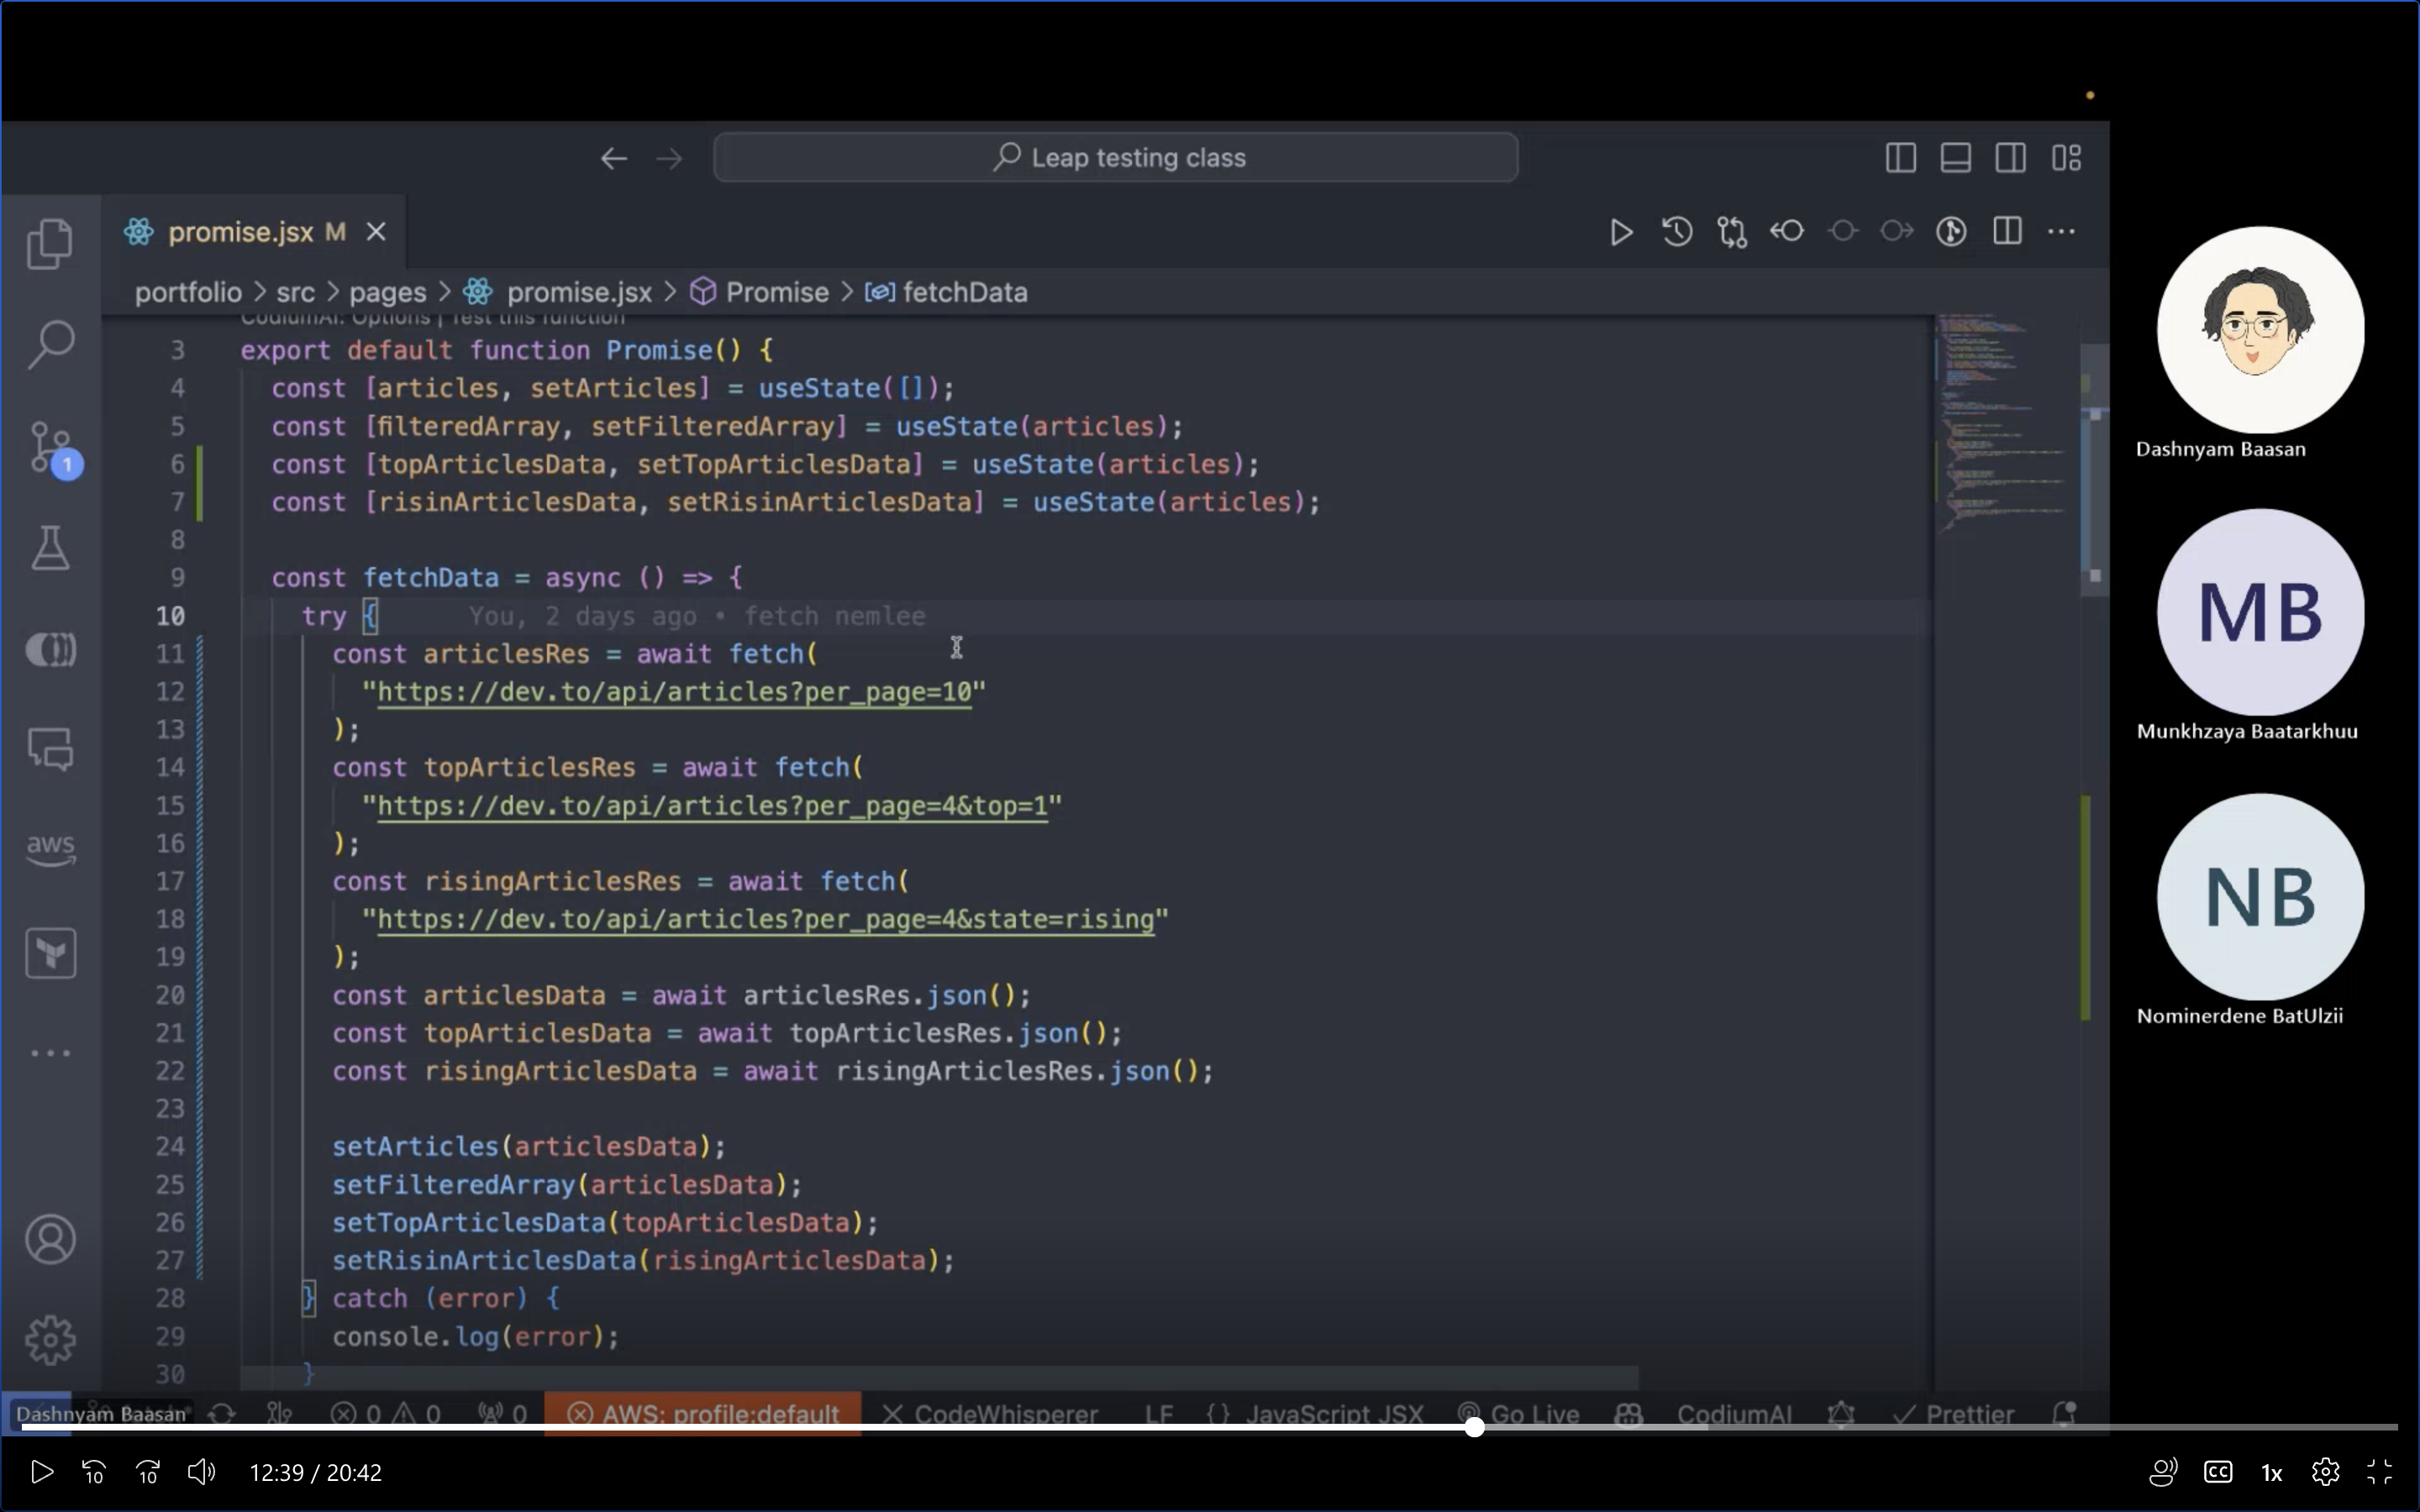 Leap testing class
promise.jsx M
portfolio > src > pages > promise.jsx > Promise > fetchData
CodiumAI: Options | Test this function
3 export default function Promise() {
4 const [articles, setArticles] = useState([]);
5 const [filteredArray, setFilteredArray] = useState(articles);
6 const [topArticlesData, setTopArticlesData] = useState(articles);
7 const [risinArticlesData, setRisinArticlesData] = useState(articles);
8
9 const fetchData = async () => {
10 try { You, 2 days ago • fetch nemlee
11 const articlesRes = await fetch(
12 "https://dev.to/api/articles?per_page=10"
13 );
14 const topArticlesRes = await fetch(
15 "https://dev.to/api/articles?per_page=4&top=1"
16 );
17 const risingArticlesRes = await fetch(
18 "https://dev.to/api/articles?per_page=4&state=rising"
19 );
20 const articlesData = await articlesRes.json();
21 const topArticlesData = await topArticlesRes.json();
22 const risingArticlesData = await risingArticlesRes.json();
23
24 setArticles(articlesData);
25 setFilteredArray(articlesData);
26 setTopArticlesData(topArticlesData);
27 setRisinArticlesData(risingArticlesData);
28 } catch (error) {
29 console.log(error);
30 }
1
aws
Dashnyam Baasan
MB
Munkhzaya Baatarkhuu
NB
Nominerdene BatUlzii
Dashnyam Baasan 0 0 0 AWS: profile:default CodeWhisperer LF {} JavaScript JSX Go Live CodiumAI Prettier
10 10 12:39 / 20:42 CC 1x